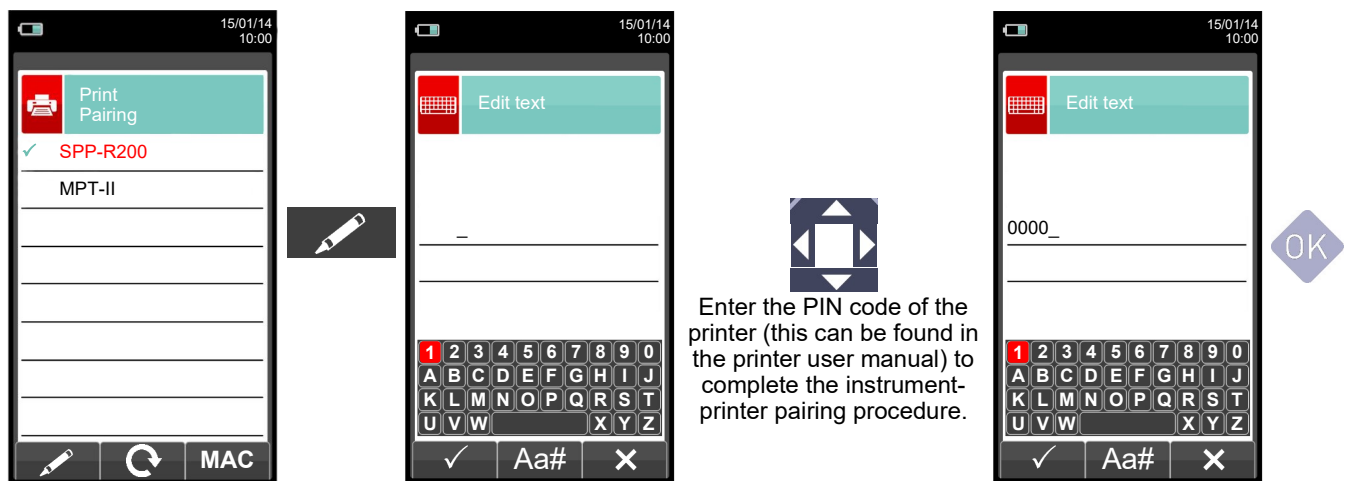 15/01/14
10:00
Print
Pairing
✓ SPP-R200
MPT-II
MAC
15/01/14
10:00
Edit text
_
1 2 3 4 5 6 7 8 9 0
A B C D E F G H I J
K L M N O P Q R S T
U V W X Y Z
✓ Aa# ×
Enter the PIN code of the
printer (this can be found in
the printer user manual) to
complete the instrument-
printer pairing procedure.
15/01/14
10:00
Edit text
0000_
1 2 3 4 5 6 7 8 9 0
A B C D E F G H I J
K L M N O P Q R S T
U V W X Y Z
✓ Aa# ×
OK